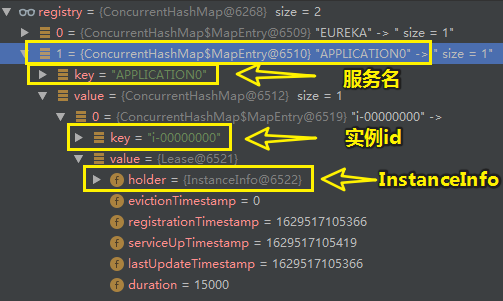 registry = {ConcurrentHashMap@6268} size = 2
0 = {ConcurrentHashMap$MapEntry@6509} "EUREKA" -> " size = 1"
1 = {ConcurrentHashMap$MapEntry@6510} "APPLICATION0" -> " size = 1"
key = "APPLICATION0" 服务名
value = {ConcurrentHashMap@6512} size = 1
0 = {ConcurrentHashMap$MapEntry@6519} "i-00000000" ->
key = "i-00000000" 实例id
value = {Lease@6521}
holder = {InstanceInfo@6522} InstanceInfo
evictionTimestamp = 0
registrationTimestamp = 1629517105366
serviceUpTimestamp = 1629517105419
lastUpdateTimestamp = 1629517105366
duration = 15000